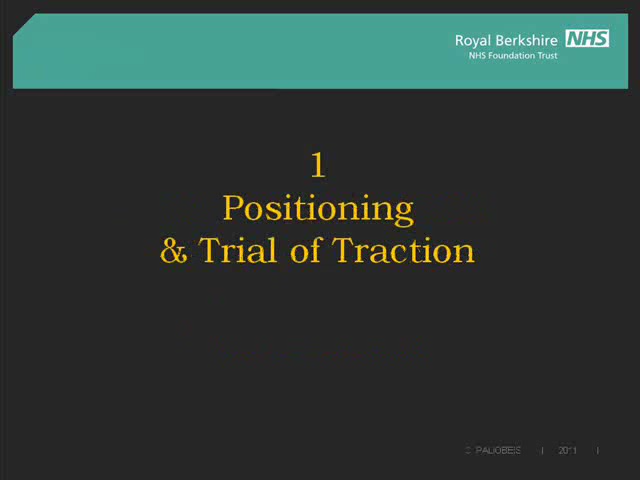 Royal Berkshire NHS
NHS Foundation Trust
1
Positioning
& Trial of Traction
2011